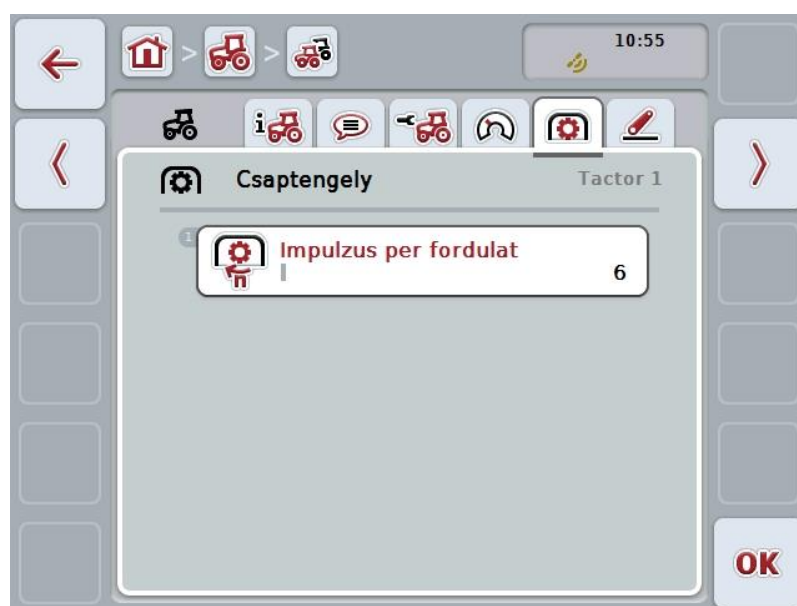 > >
10:55
i
Csaptengely
Tactor 1
1
Impulzus per fordulat
6
n
OK